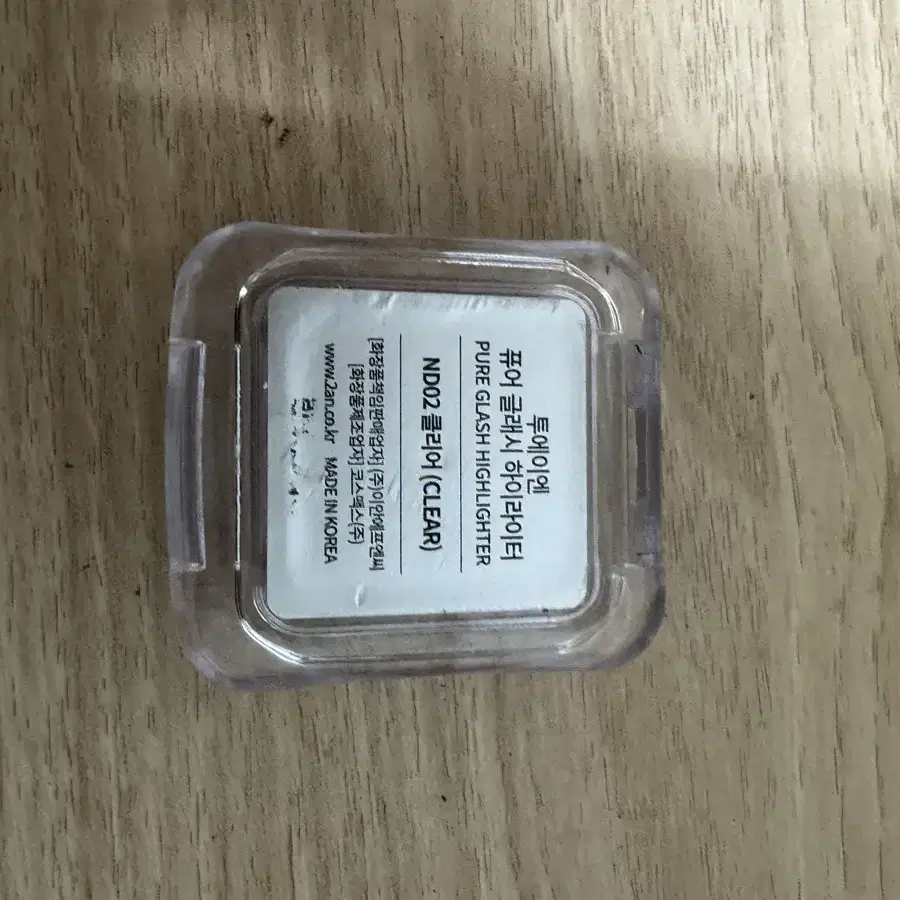 투에이엔
퓨어 글래시 하이라이터
PURE GLASH HIGHLIGHTER
ND02 클리어 (CLEAR)
[화장품책임판매업자] (주)이안에프엔씨
[화장품제조업자] 코스맥스(주)
www.2an.co.kr MADE IN KOREA